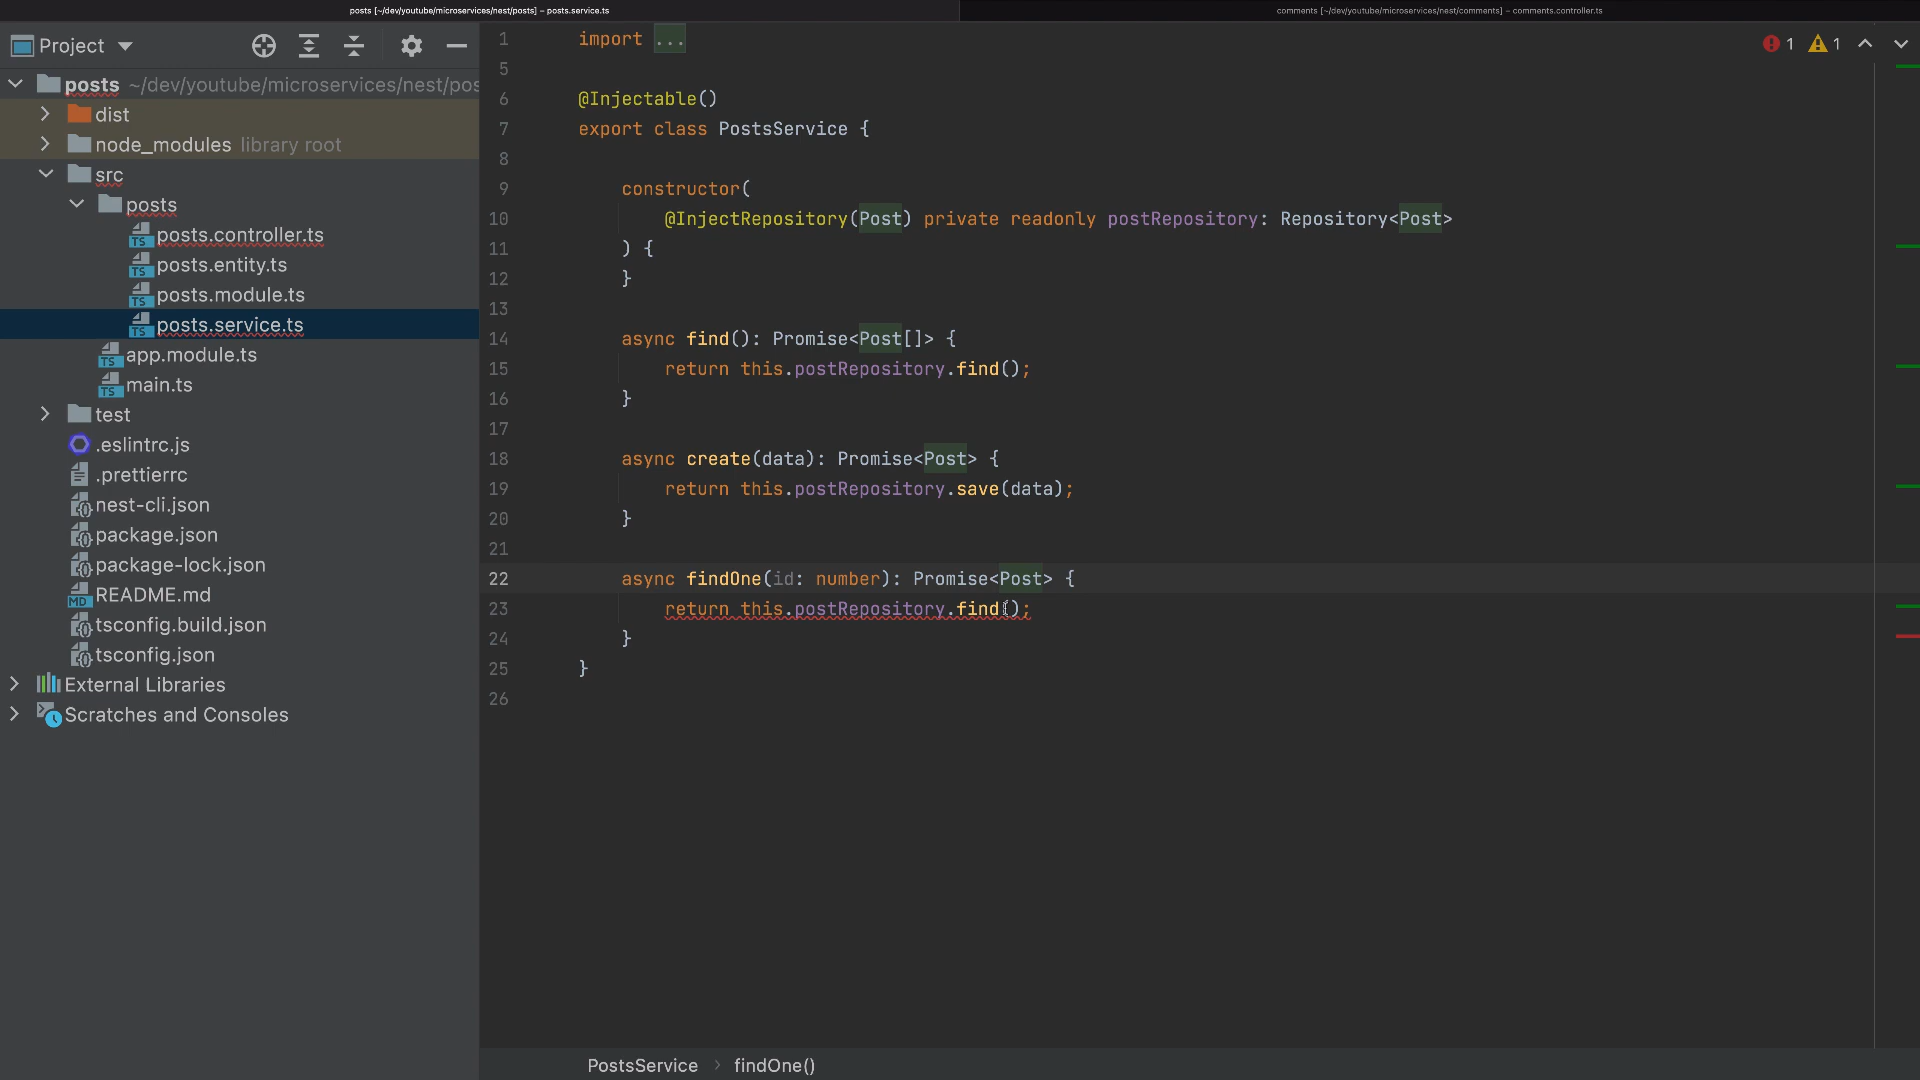 posts [~/dev/youtube/microservices/nest/posts] – posts.service.ts
comments [~/dev/youtube/microservices/nest/comments] – comments.controller.ts
Project
posts ~/dev/youtube/microservices/nest/pos
dist
node_modules library root
src
posts
TS posts.controller.ts
TS posts.entity.ts
TS posts.module.ts
TS posts.service.ts
TS app.module.ts
TS main.ts
test
.eslintrc.js
.prettierrc
nest-cli.json
package.json
package-lock.json
MD README.md
tsconfig.build.json
tsconfig.json
External Libraries
Scratches and Consoles
1 import ...
5
6 @Injectable()
7 export class PostsService {
8
9 constructor(
10 @InjectRepository(Post) private readonly postRepository: Repository<Post>
11 ) {
12 }
13
14 async find(): Promise<Post[]> {
15 return this.postRepository.find();
16 }
17
18 async create(data): Promise<Post> {
19 return this.postRepository.save(data);
20 }
21
22 async findOne(id: number): Promise<Post> {
23 return this.postRepository.find();
24 }
25 }
26
1 1
PostsService > findOne()